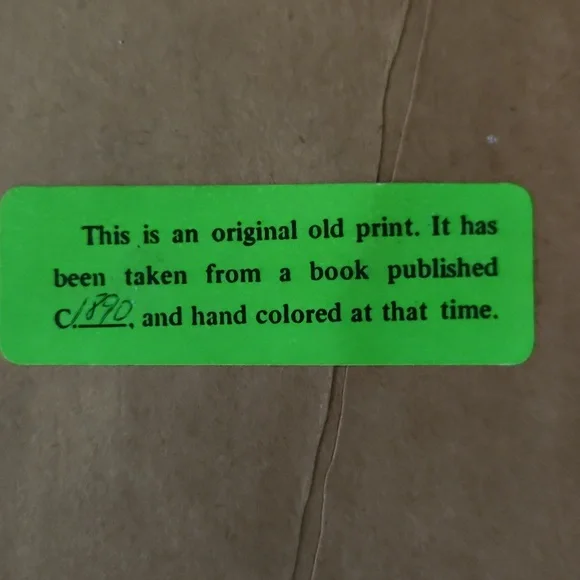 This is an original old print. It has
been taken from a book published
C.1890, and hand colored at that time.